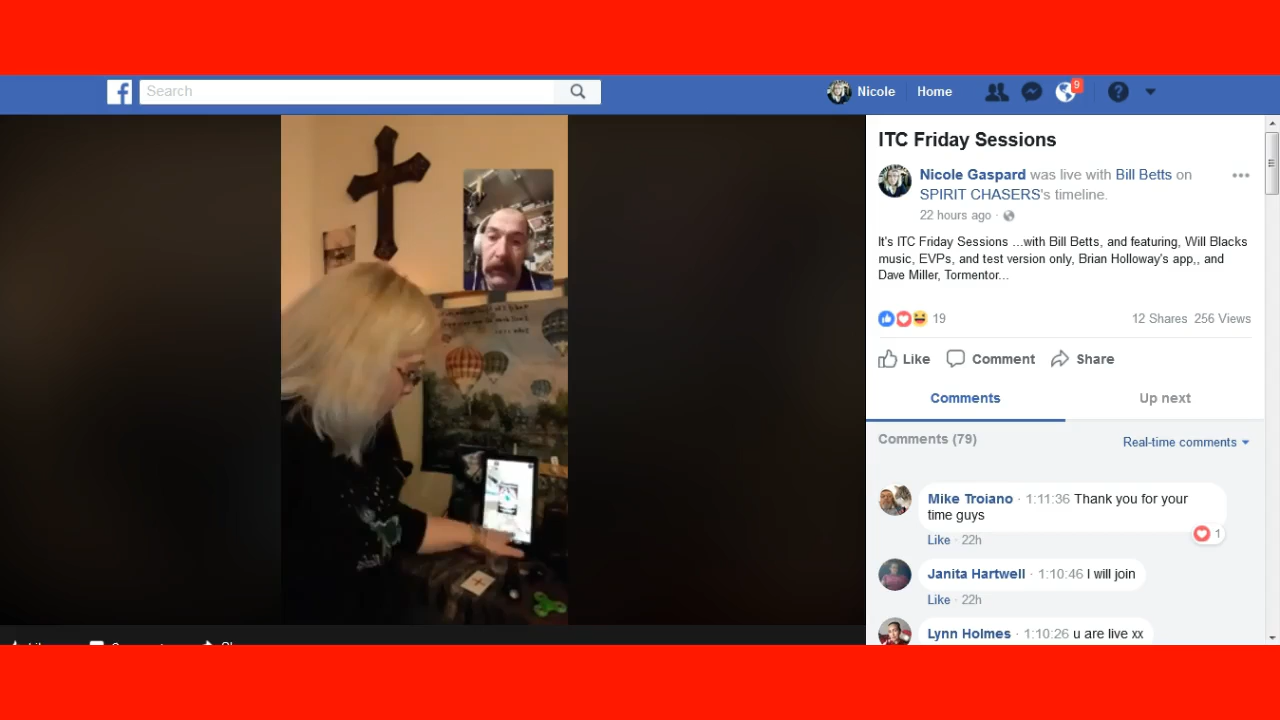 f
Search
Nicole
Home
9
?
ITC Friday Sessions
Nicole Gaspard was live with Bill Betts on
SPIRIT CHASERS's timeline.
22 hours ago ·
It's ITC Friday Sessions ...with Bill Betts, and featuring, Will Blacks
music, EVPs, and test version only, Brian Holloway's app,, and
Dave Miller, Tormentor...
19
12 Shares 256 Views
Like Comment Share
Comments
Up next
Comments (79)
Real-time comments
Mike Troiano · 1:11:36 Thank you for your
time guys
1
Like · 22h
Janita Hartwell · 1:10:46 I will join
Like · 22h
Lynn Holmes · 1:10:26 u are live xx